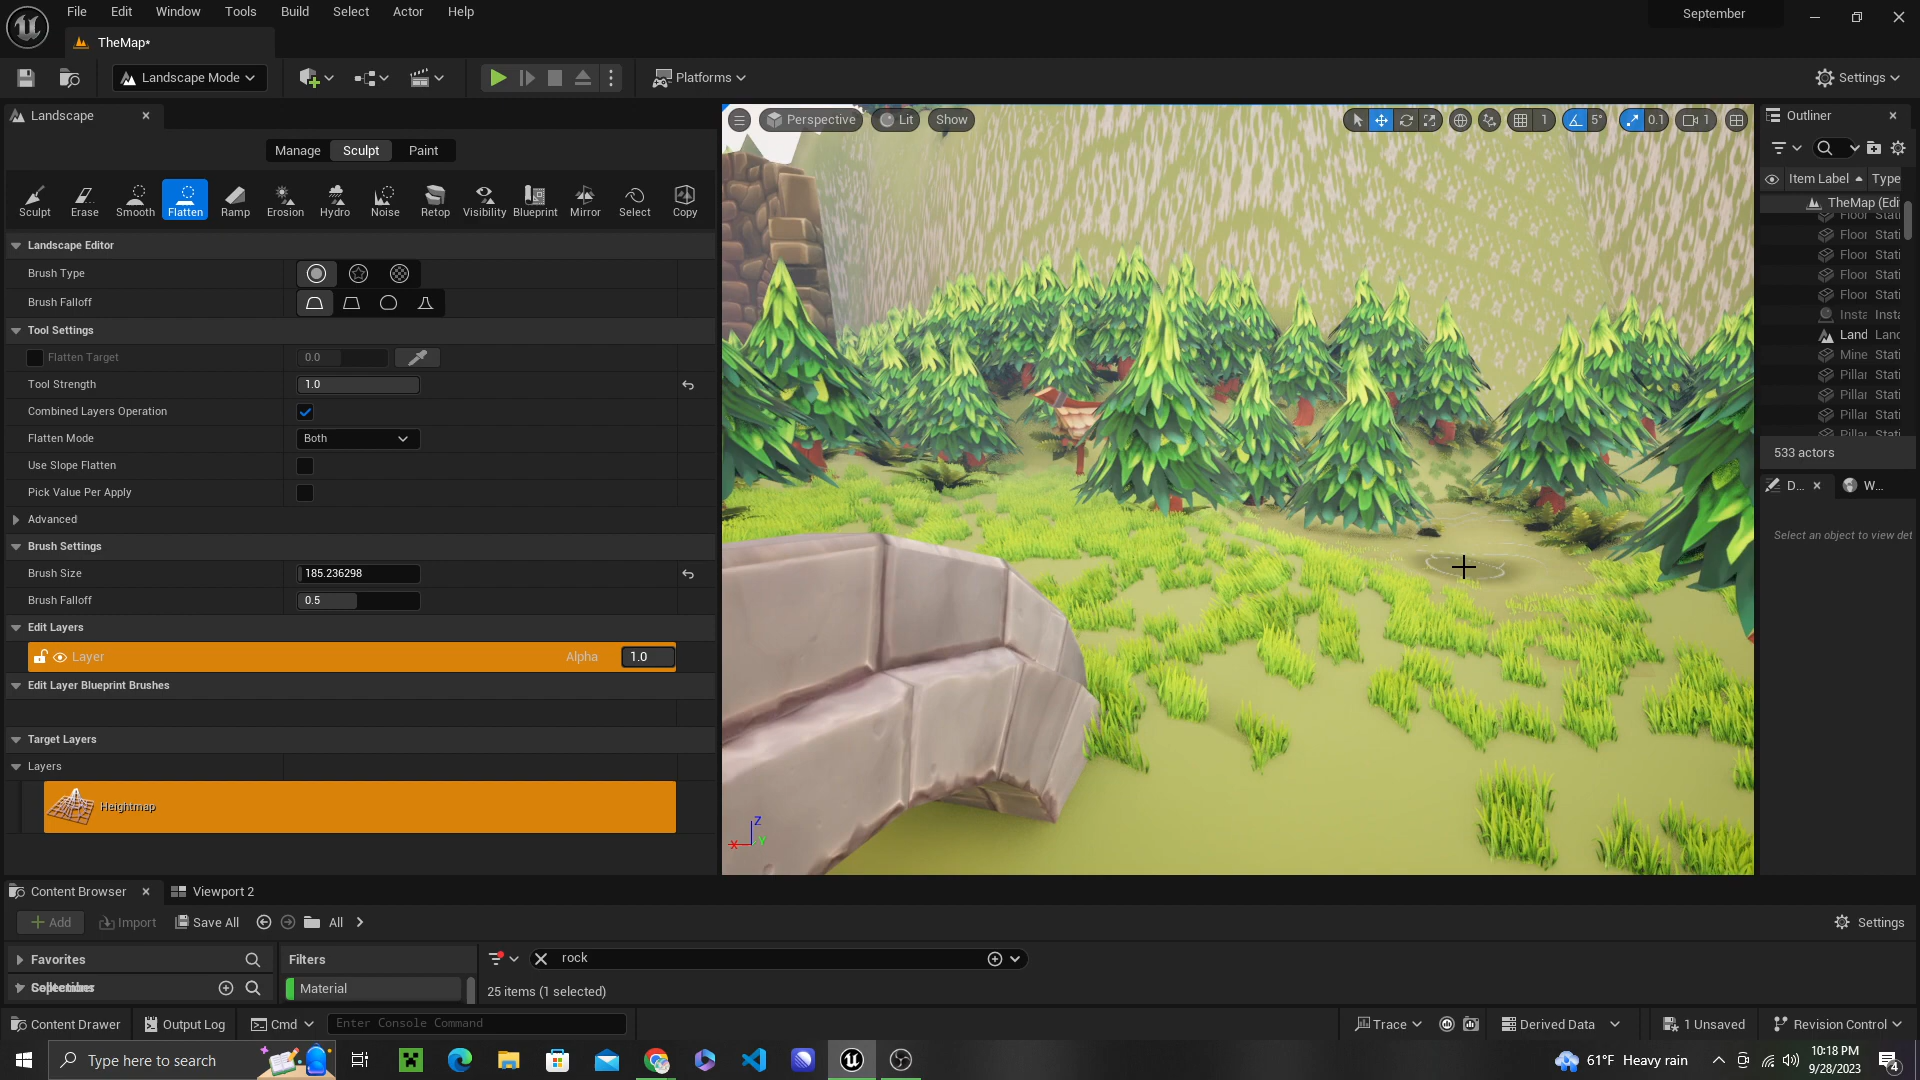 File Edit Window Tools Build Select Actor Help
September
TheMap*
Landscape Mode
Platforms
Settings
Landscape
Manage Sculpt Paint
Sculpt Erase Smooth Flatten Ramp Erosion Hydro Noise Retop Visibility Blueprint Mirror Select Copy
Landscape Editor
Brush Type
Brush Falloff
Tool Settings
Flatten Target 0.0
Tool Strength 1.0
Combined Layers Operation
Flatten Mode Both
Use Slope Flatten
Pick Value Per Apply
Advanced
Brush Settings
Brush Size 185.236298
Brush Falloff 0.5
Edit Layers
Layer Alpha 1.0
Edit Layer Blueprint Brushes
Target Layers
Layers
Heightmap
Perspective Lit Show
1 5° 0.1 1
Z
X Y
Outliner
Item Label Type
TheMap (Edi
Floor Stati
Floor Stati
Floor Stati
Floor Stati
Floor Stati
Insta Insta
Land Land
Mine Stati
Pillar Stati
Pillar Stati
Pillar Stati
Pillar Stati
533 actors
D... W...
Select an object to view det
Content Browser Viewport 2
Add Import Save All All
Settings
Favorites
Collections
Filters
Material
rock
25 items (1 selected)
Content Drawer Output Log Cmd Enter Console Command
Trace Derived Data 1 Unsaved Revision Control
Type here to search
61°F Heavy rain
10:18 PM
9/28/2023
4